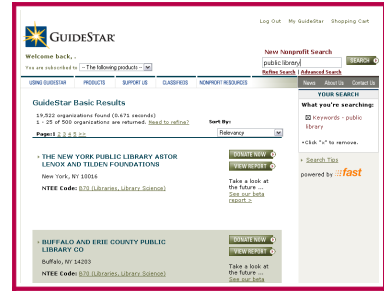 Log Out My GuideStar Shopping Cart
GUIDESTAR
Welcome back, .
New Nonprofit Search
You are subscribed to -- The following products --
public library
SEARCH
Refine Search | Advanced Search
USING GUIDESTAR PRODUCTS SUPPORT US CLASSIFIEDS NONPROFIT RESOURCES
News About Us Contact Us
YOUR SEARCH
GuideStar Basic Results
What you're searching:
19,522 organizations found (0.671 seconds)
1 - 25 of 500 organizations are returned. Need to refine?
Sort By:
Keywords - public
library
Page:1 2 3 4 5 >>
Relevancy
•Click "x" to remove.
THE NEW YORK PUBLIC LIBRARY ASTOR
LENOX AND TILDEN FOUNDATIONS
DONATE NOW
VIEW REPORT
Search Tips
powered by fast
New York, NY 10016
NTEE Code: B70 (Libraries, Library Science)
Take a look at
the future ...
See our beta
report >
BUFFALO AND ERIE COUNTY PUBLIC
LIBRARY CO
DONATE NOW
VIEW REPORT
Buffalo, NY 14203
NTEE Code: B70 (Libraries, Library Science)
Take a look at
the future ...
See our beta